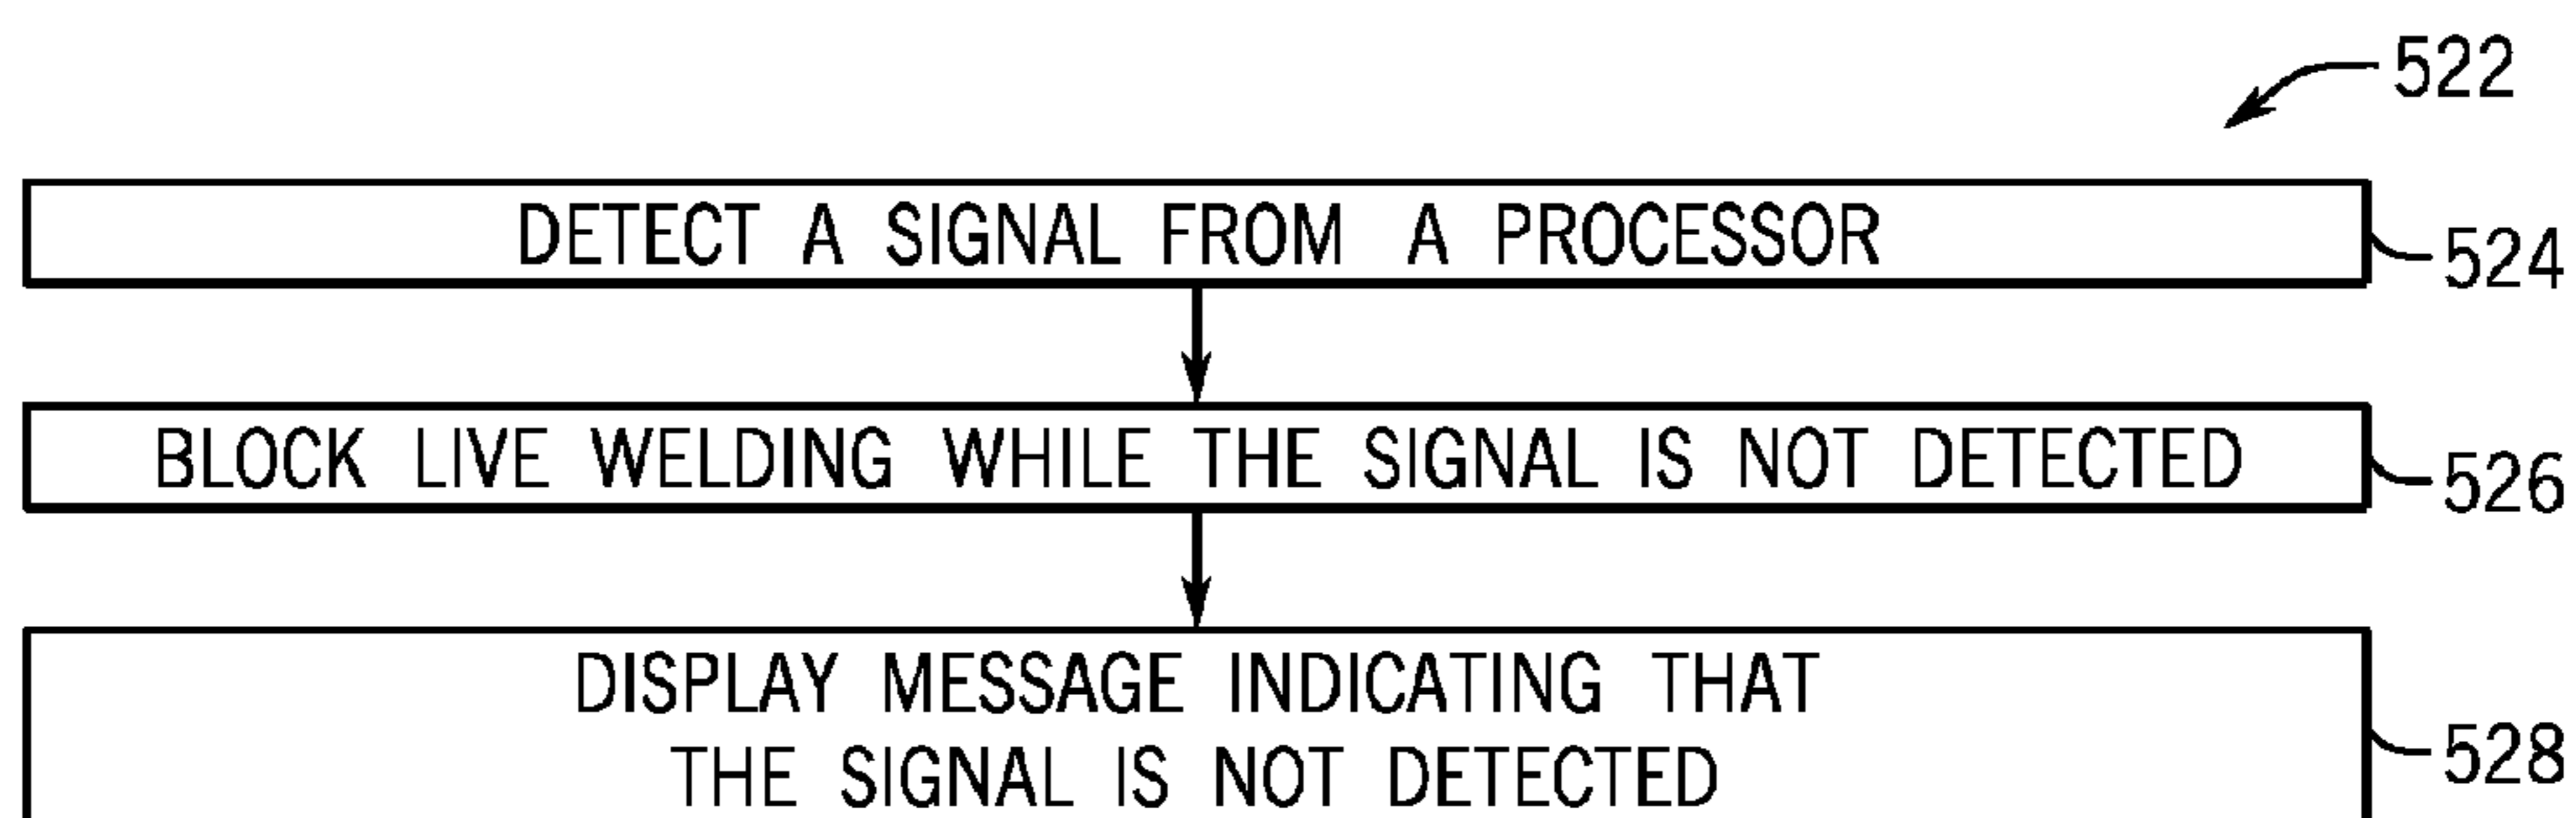 522
DETECT A SIGNAL FROM A PROCESSOR
524
BLOCK LIVE WELDING WHILE THE SIGNAL IS NOT DETECTED
526
DISPLAY MESSAGE INDICATING THAT
THE SIGNAL IS NOT DETECTED
528